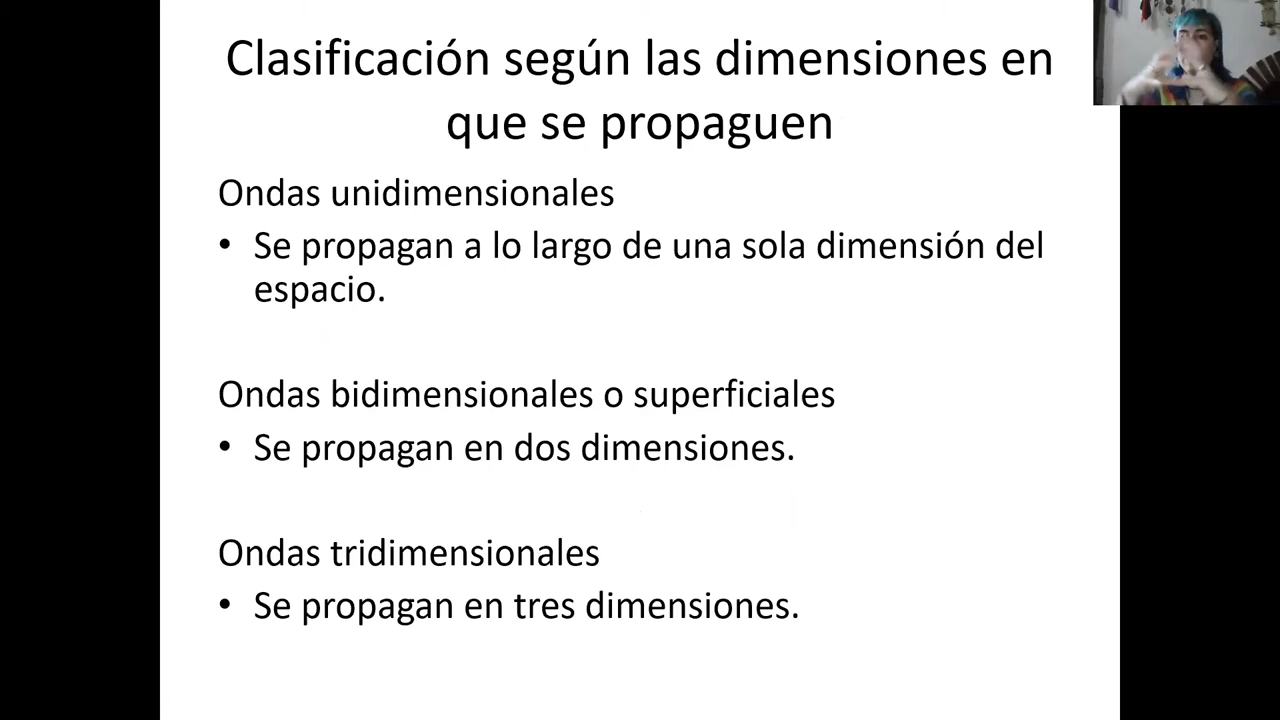 Clasificación según las dimensiones en
que se propaguen
Ondas unidimensionales
• Se propagan a lo largo de una sola dimensión del
espacio.
Ondas bidimensionales o superficiales
• Se propagan en dos dimensiones.
Ondas tridimensionales
• Se propagan en tres dimensiones.